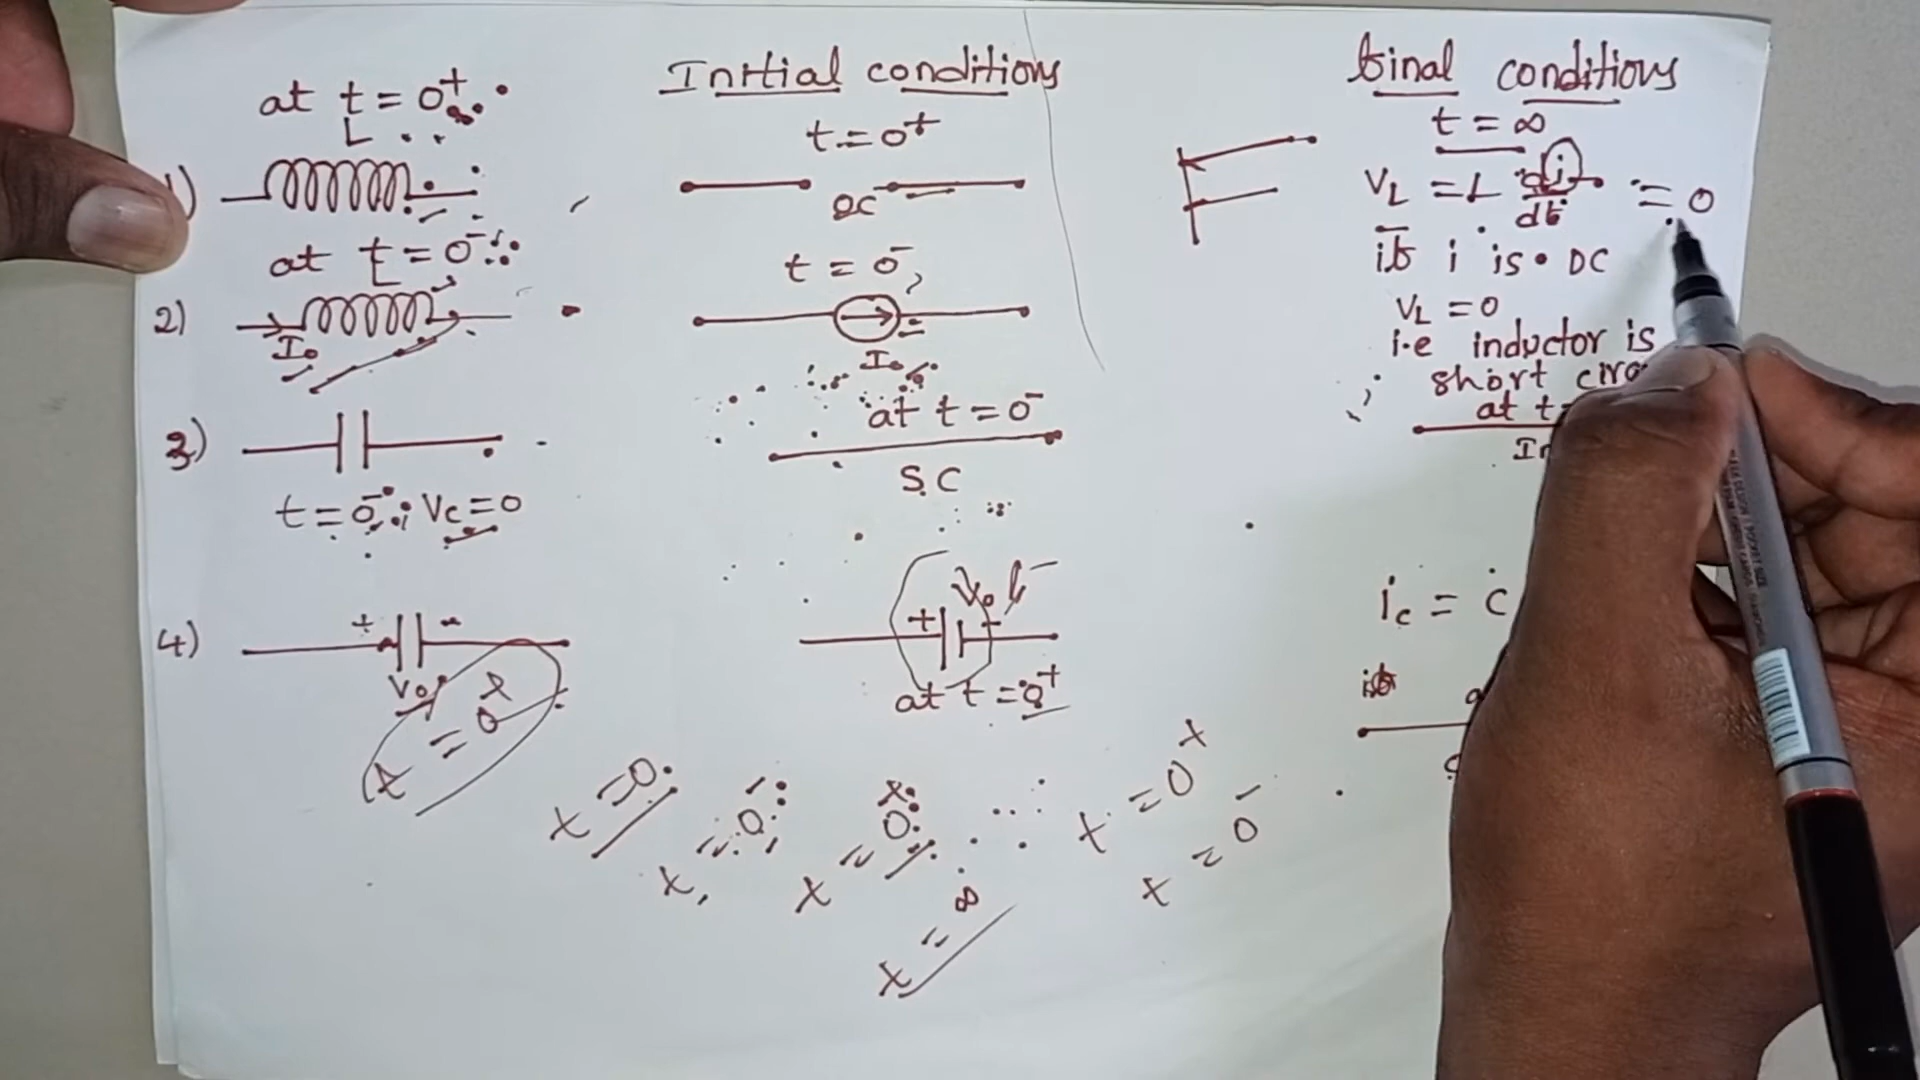 Initial conditions
final conditions
at t = 0+
L
t = 0+
t = ∞
1)
OC
VL = L di/dt = 0
at t = 0-
L
t = 0-
if i is DC
2)
I0
I0
VL = 0
i.e inductor is
short circ
at t = 0-
at t=
3)
S.C
In
t = 0- ; Vc = 0
V0
ic = C
4)
+ -
+ -
V0
at t = 0+
if
t = 0+
t = 0
t = 0-
t = 0+
t = ∞
t = 0+
t = 0-
F